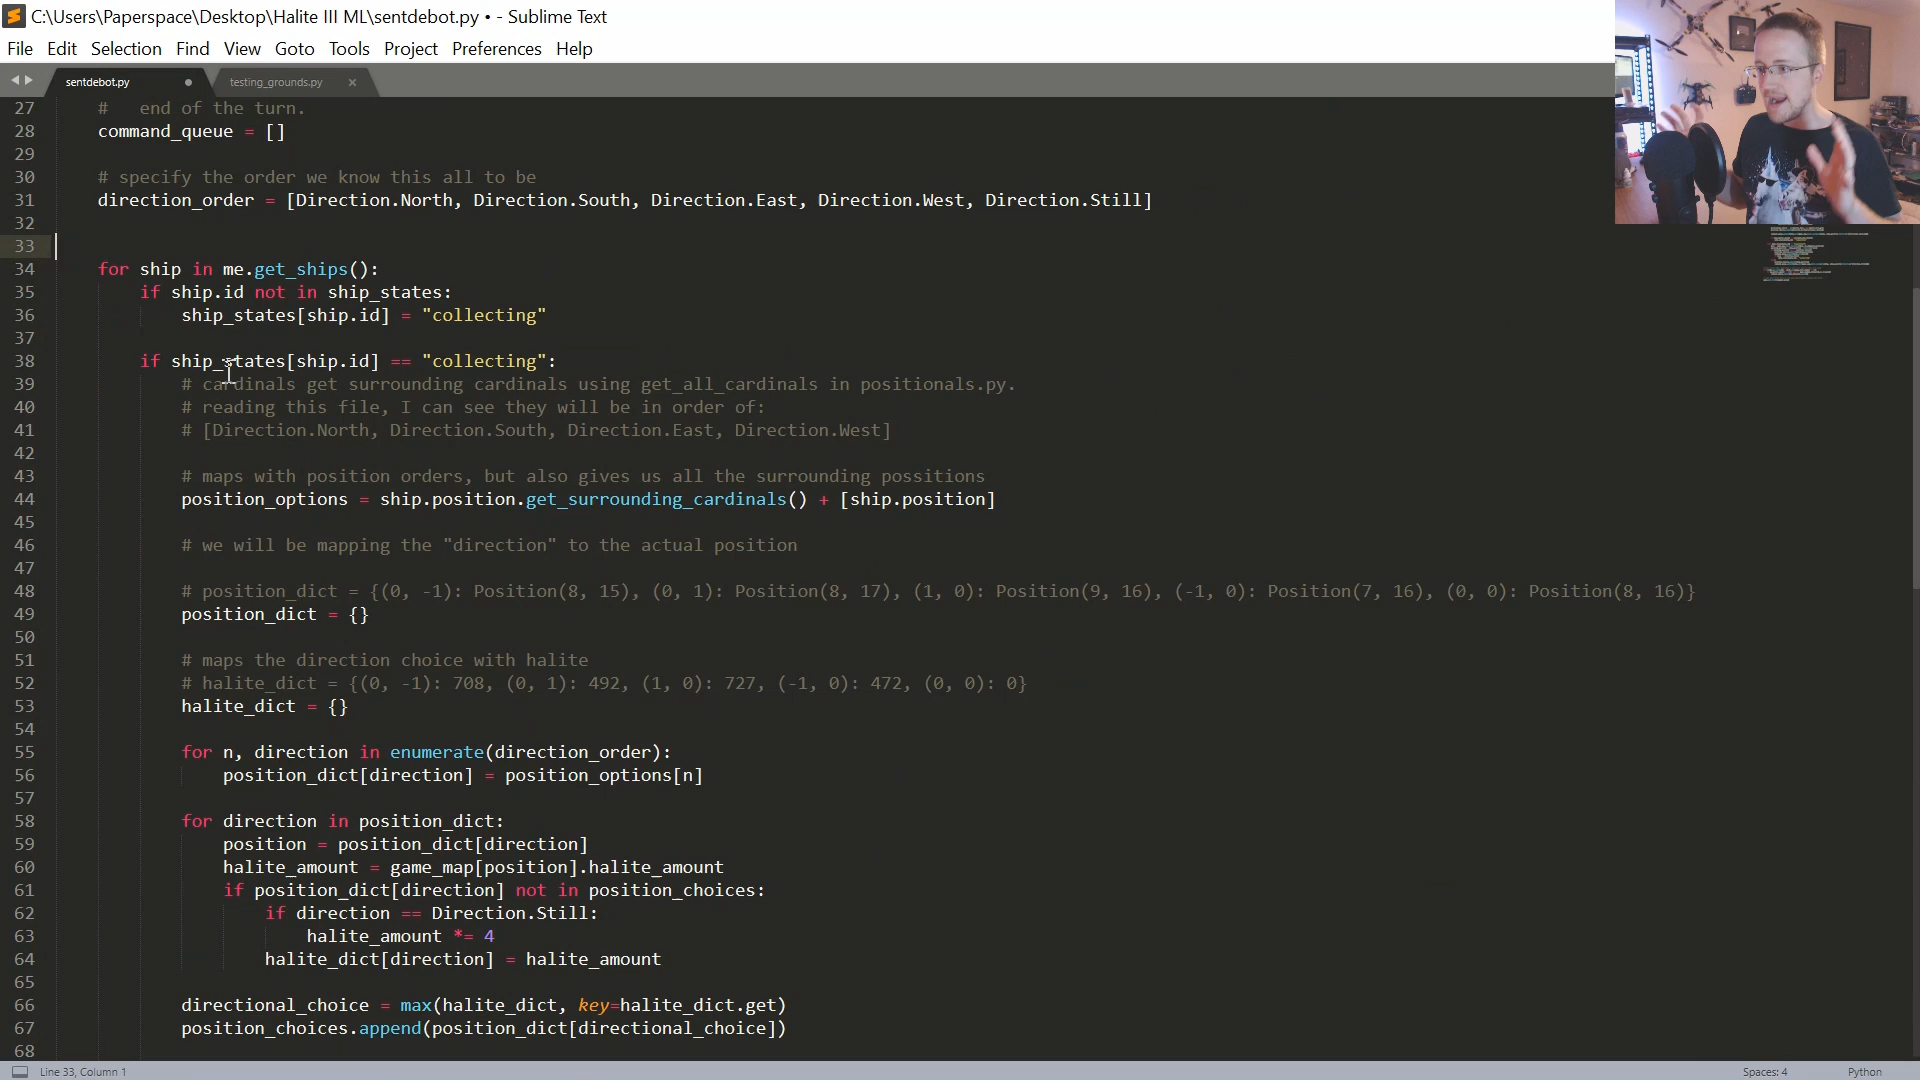 C:\Users\Paperspace\Desktop\Halite III ML\sentdebot.py • - Sublime Text
File Edit Selection Find View Goto Tools Project Preferences Help
sentdebot.py testing_grounds.py
27 #   end of the turn.
28 command_queue = []
29
30 # specify the order we know this all to be
31 direction_order = [Direction.North, Direction.South, Direction.East, Direction.West, Direction.Still]
32
33
34 for ship in me.get_ships():
35 if ship.id not in ship_states:
36 ship_states[ship.id] = "collecting"
37
38 if ship_states[ship.id] == "collecting":
39 # cardinals get surrounding cardinals using get_all_cardinals in positionals.py.
40 # reading this file, I can see they will be in order of:
41 # [Direction.North, Direction.South, Direction.East, Direction.West]
42
43 # maps with position orders, but also gives us all the surrounding possitions
44 position_options = ship.position.get_surrounding_cardinals() + [ship.position]
45
46 # we will be mapping the "direction" to the actual position
47
48 # position_dict = {(0, -1): Position(8, 15), (0, 1): Position(8, 17), (1, 0): Position(9, 16), (-1, 0): Position(7, 16), (0, 0): Position(8, 16)}
49 position_dict = {}
50
51 # maps the direction choice with halite
52 # halite_dict = {(0, -1): 708, (0, 1): 492, (1, 0): 727, (-1, 0): 472, (0, 0): 0}
53 halite_dict = {}
54
55 for n, direction in enumerate(direction_order):
56 position_dict[direction] = position_options[n]
57
58 for direction in position_dict:
59 position = position_dict[direction]
60 halite_amount = game_map[position].halite_amount
61 if position_dict[direction] not in position_choices:
62 if direction == Direction.Still:
63 halite_amount *= 4
64 halite_dict[direction] = halite_amount
65
66 directional_choice = max(halite_dict, key=halite_dict.get)
67 position_choices.append(position_dict[directional_choice])
68
Line 33, Column 1 Spaces: 4 Python